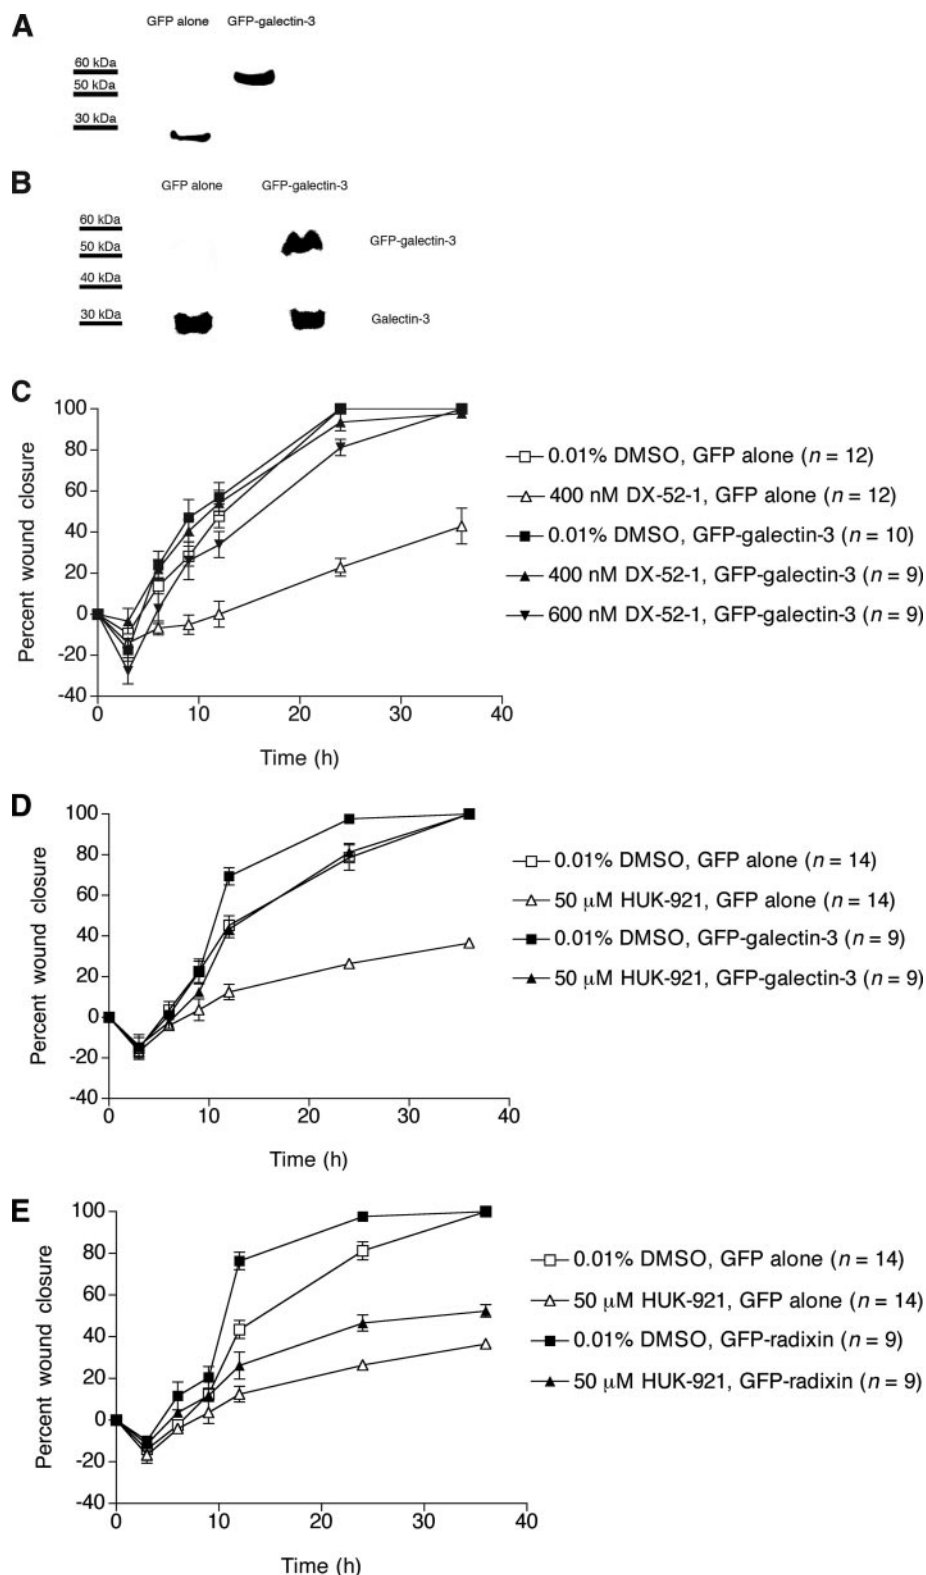 A
GFP alone GFP-galectin-3
60 kDa
50 kDa
30 kDa
B
GFP alone GFP-galectin-3
60 kDa
50 kDa
40 kDa
30 kDa
GFP-galectin-3
Galectin-3
C
Percent wound closure
100
80
60
40
20
0
-20
-40
0 10 20 30 40
Time (h)
0.01% DMSO, GFP alone (n = 12)
400 nM DX-52-1, GFP alone (n = 12)
0.01% DMSO, GFP-galectin-3 (n = 10)
400 nM DX-52-1, GFP-galectin-3 (n = 9)
600 nM DX-52-1, GFP-galectin-3 (n = 9)
D
Percent wound closure
100
80
60
40
20
0
-20
-40
0 10 20 30 40
Time (h)
0.01% DMSO, GFP alone (n = 14)
50 µM HUK-921, GFP alone (n = 14)
0.01% DMSO, GFP-galectin-3 (n = 9)
50 µM HUK-921, GFP-galectin-3 (n = 9)
E
Percent wound closure
100
80
60
40
20
0
-20
-40
0 10 20 30 40
Time (h)
0.01% DMSO, GFP alone (n = 14)
50 µM HUK-921, GFP alone (n = 14)
0.01% DMSO, GFP-radixin (n = 9)
50 µM HUK-921, GFP-radixin (n = 9)